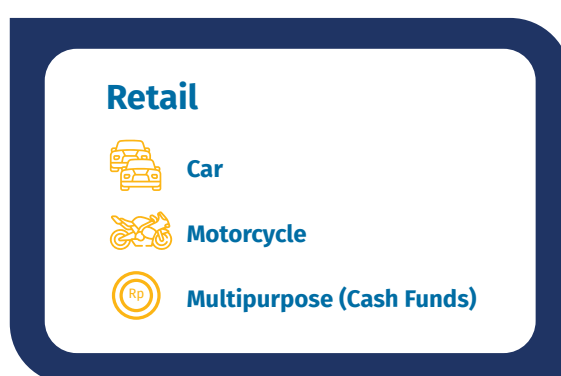 Retail
Car
Motorcycle
Rp
Multipurpose (Cash Funds)